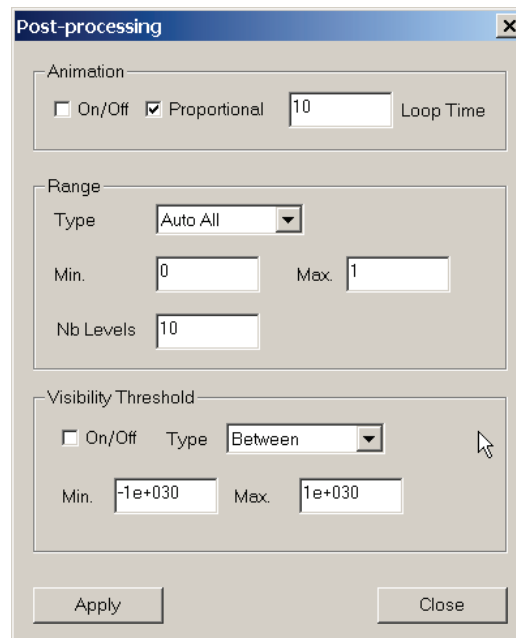 Post-processing
Animation
On/Off Proportional 10 Loop Time
Range
Type Auto All
Min. 0 Max. 1
Nb Levels 10
Visibility Threshold
On/Off Type Between
Min. -1e+030 Max. 1e+030
Apply Close